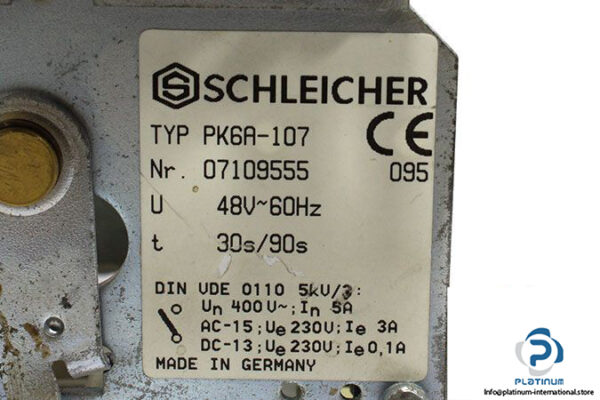 S SCHLEICHER
TYP PK6A-107 CE
Nr. 07109555 095
U 48V~60Hz
t 30s/90s
DIN VDE 0110 5kV/3:
Un 400V~; In 5A
AC-15; Ue 230V; Ie 3A
DC-13; Ue 230V; Ie 0,1A
MADE IN GERMANY
PLATINUM
Info@platinum-international.store